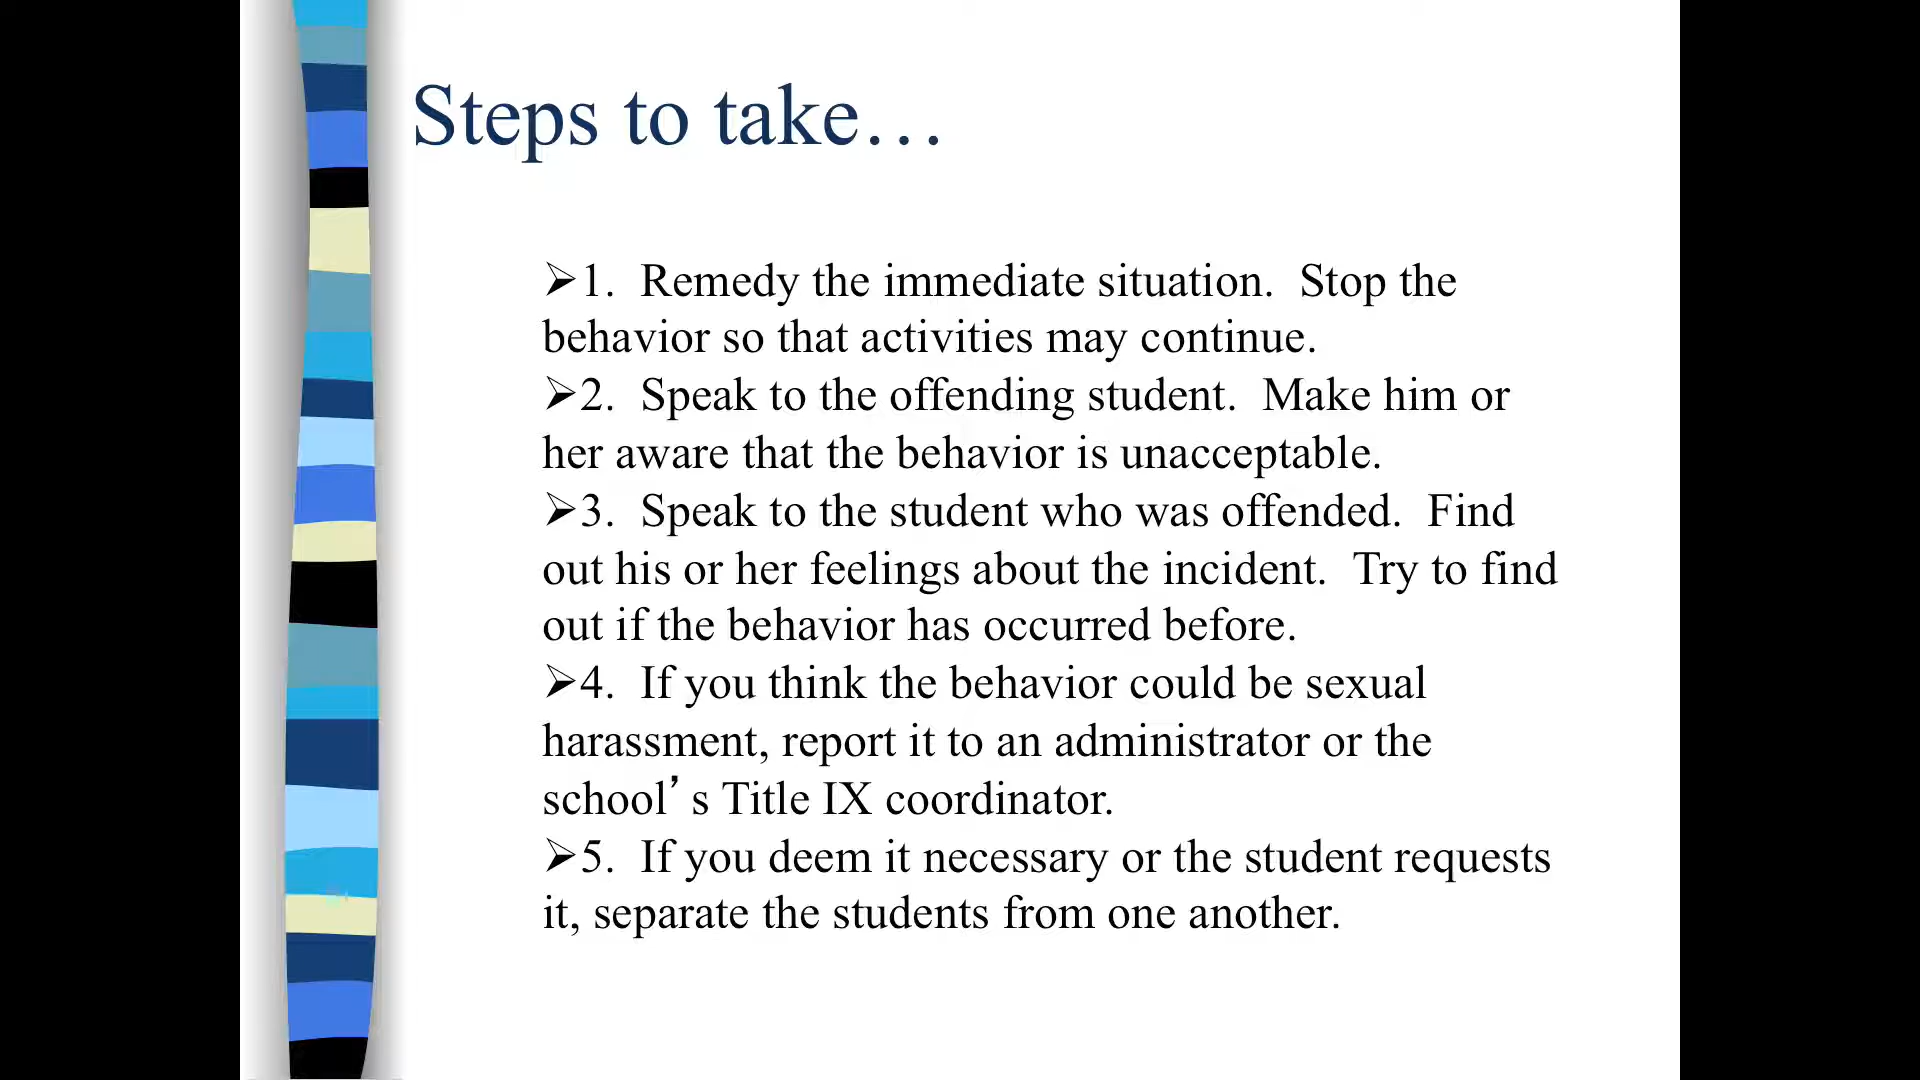 Steps to take…
➢1.  Remedy the immediate situation.  Stop the
behavior so that activities may continue.
➢2.  Speak to the offending student.  Make him or
her aware that the behavior is unacceptable.
➢3.  Speak to the student who was offended.  Find
out his or her feelings about the incident.  Try to find
out if the behavior has occurred before.
➢4.  If you think the behavior could be sexual
harassment, report it to an administrator or the
school’s Title IX coordinator.
➢5.  If you deem it necessary or the student requests
it, separate the students from one another.